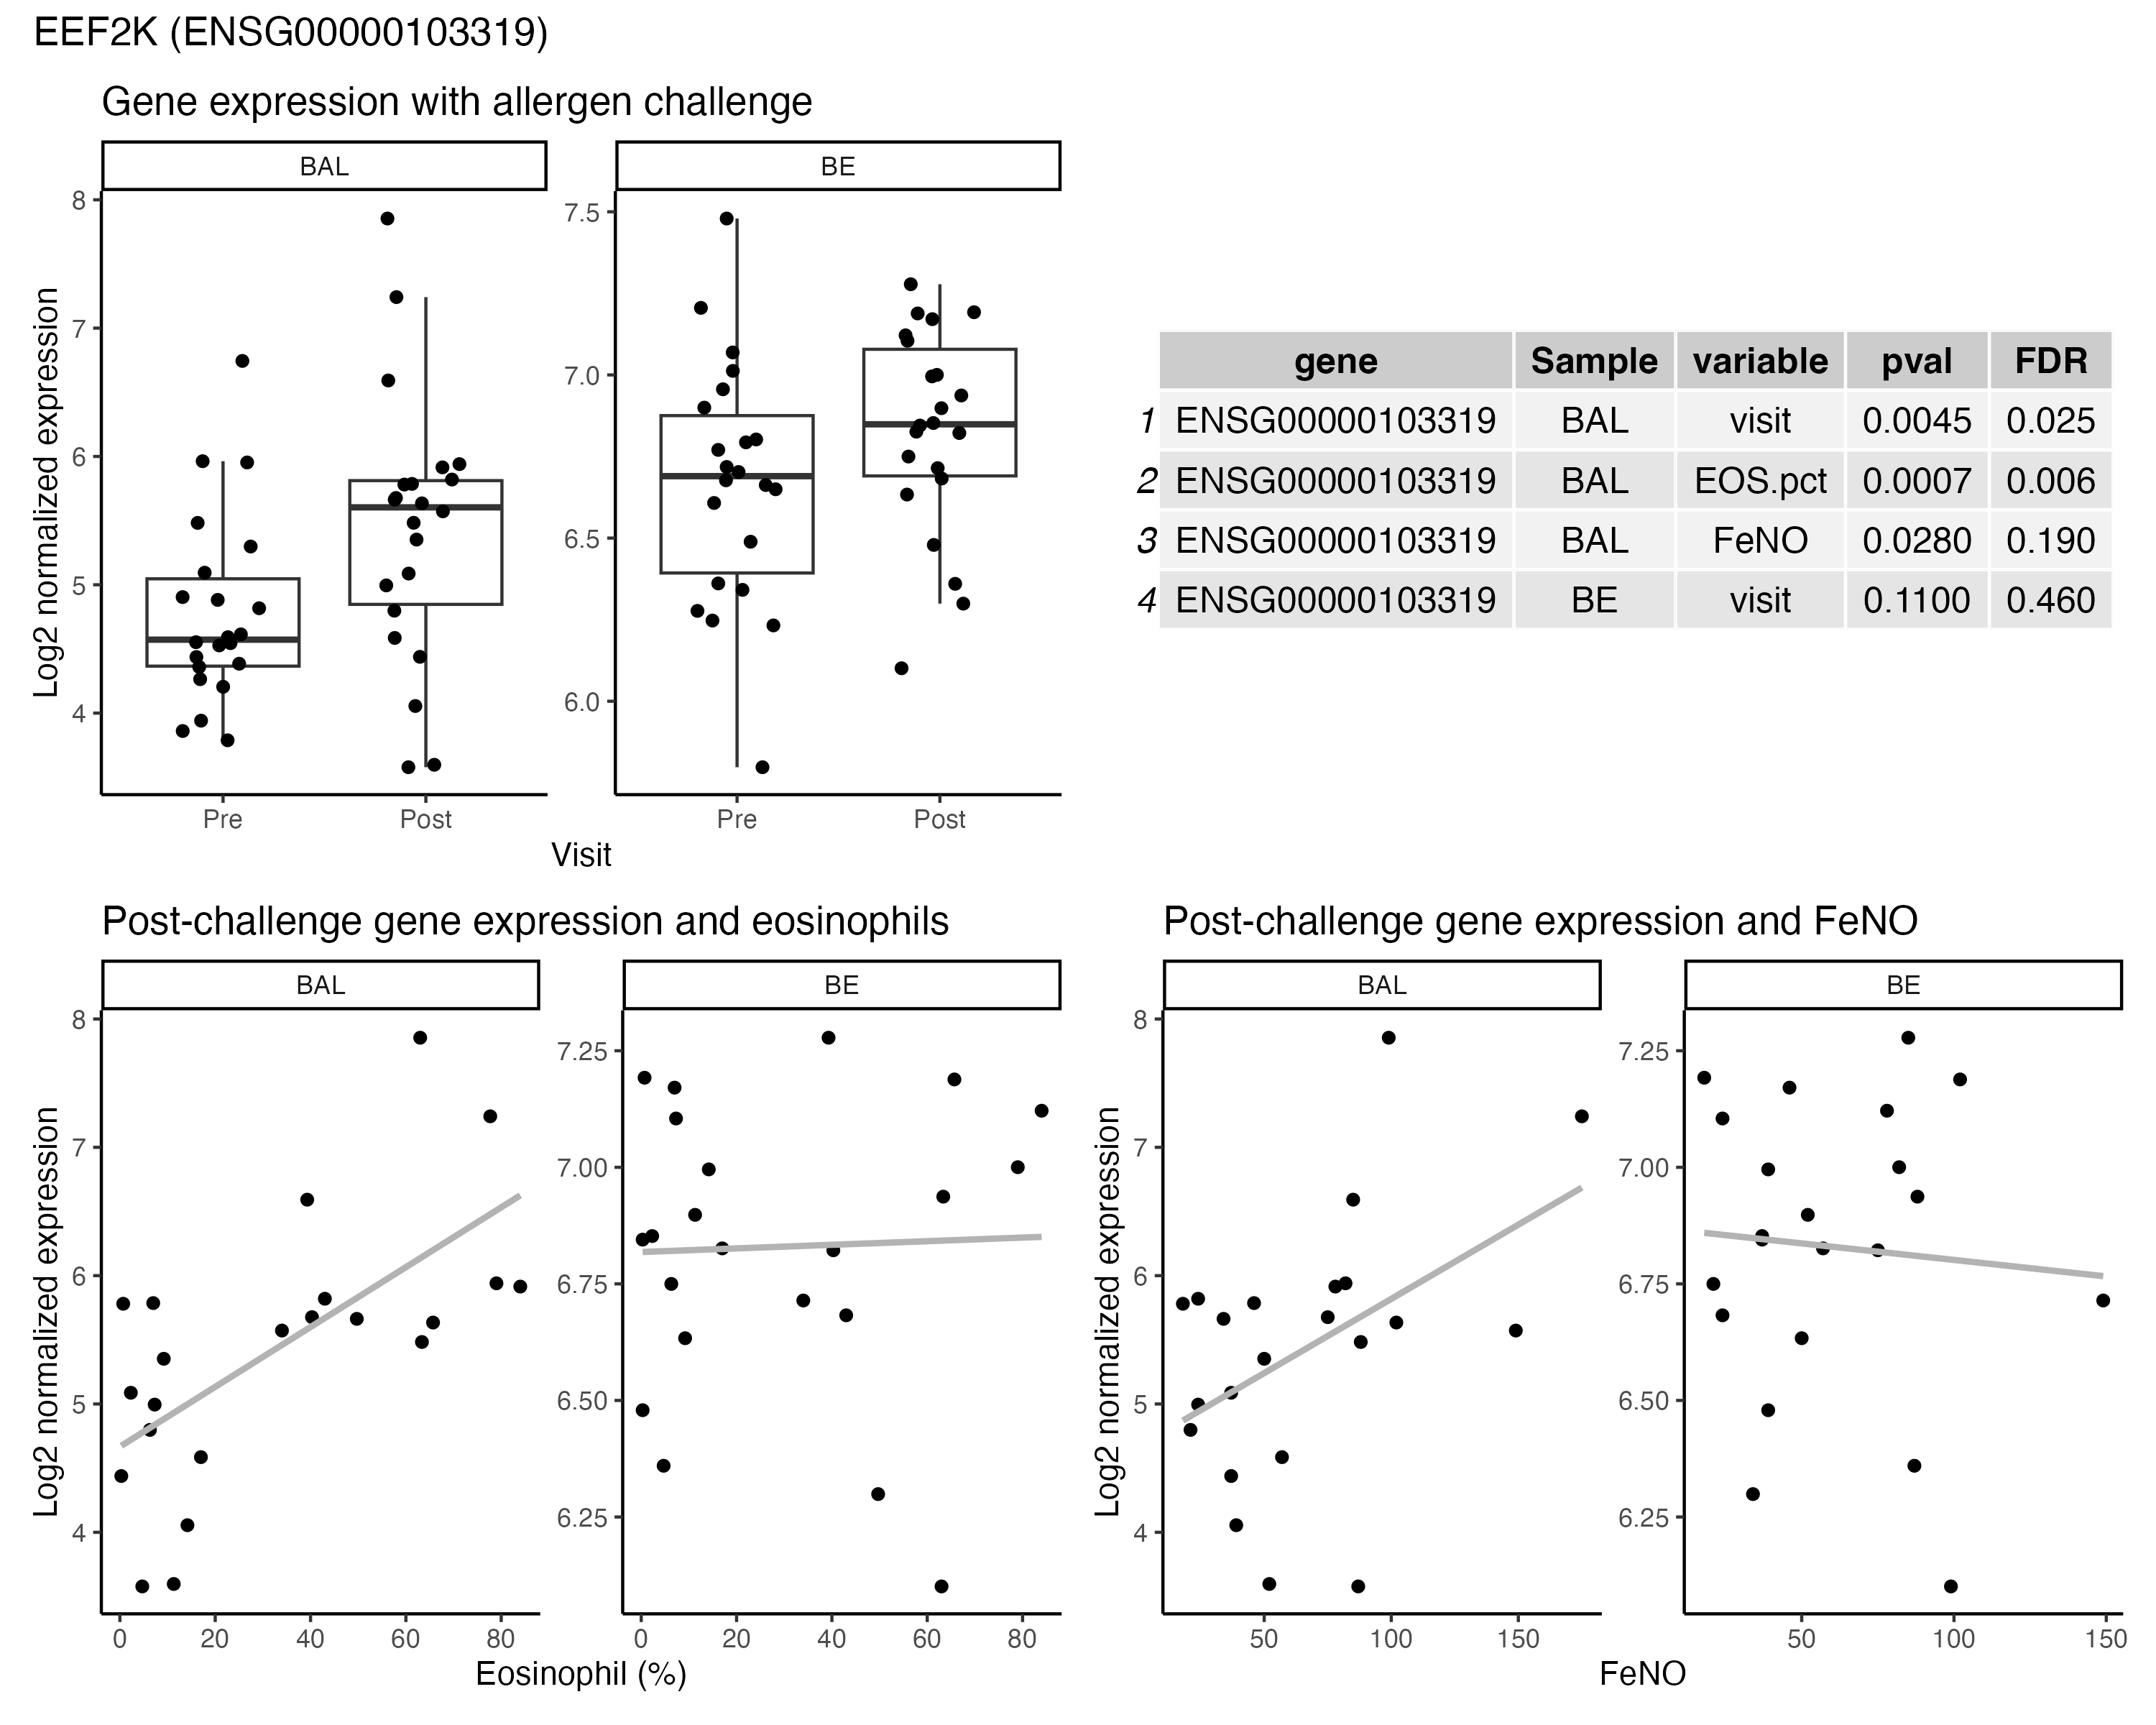 EEF2K (ENSG00000103319)
Gene expression with allergen challenge
BAL
BE
Log2 normalized expression
8
7
6
5
4
7.5
7.0
6.5
6.0
Pre
Post
Pre
Post
Visit
gene Sample variable pval FDR
1 ENSG00000103319 BAL visit 0.0045 0.025
2 ENSG00000103319 BAL EOS.pct 0.0007 0.006
3 ENSG00000103319 BAL FeNO 0.0280 0.190
4 ENSG00000103319 BE visit 0.1100 0.460
Post-challenge gene expression and eosinophils
BAL
BE
Log2 normalized expression
8
7
6
5
4
7.25
7.00
6.75
6.50
6.25
0 20 40 60 80
0 20 40 60 80
Eosinophil (%)
Post-challenge gene expression and FeNO
BAL
BE
Log2 normalized expression
8
7
6
5
4
7.25
7.00
6.75
6.50
6.25
50 100 150
50 100 150
FeNO